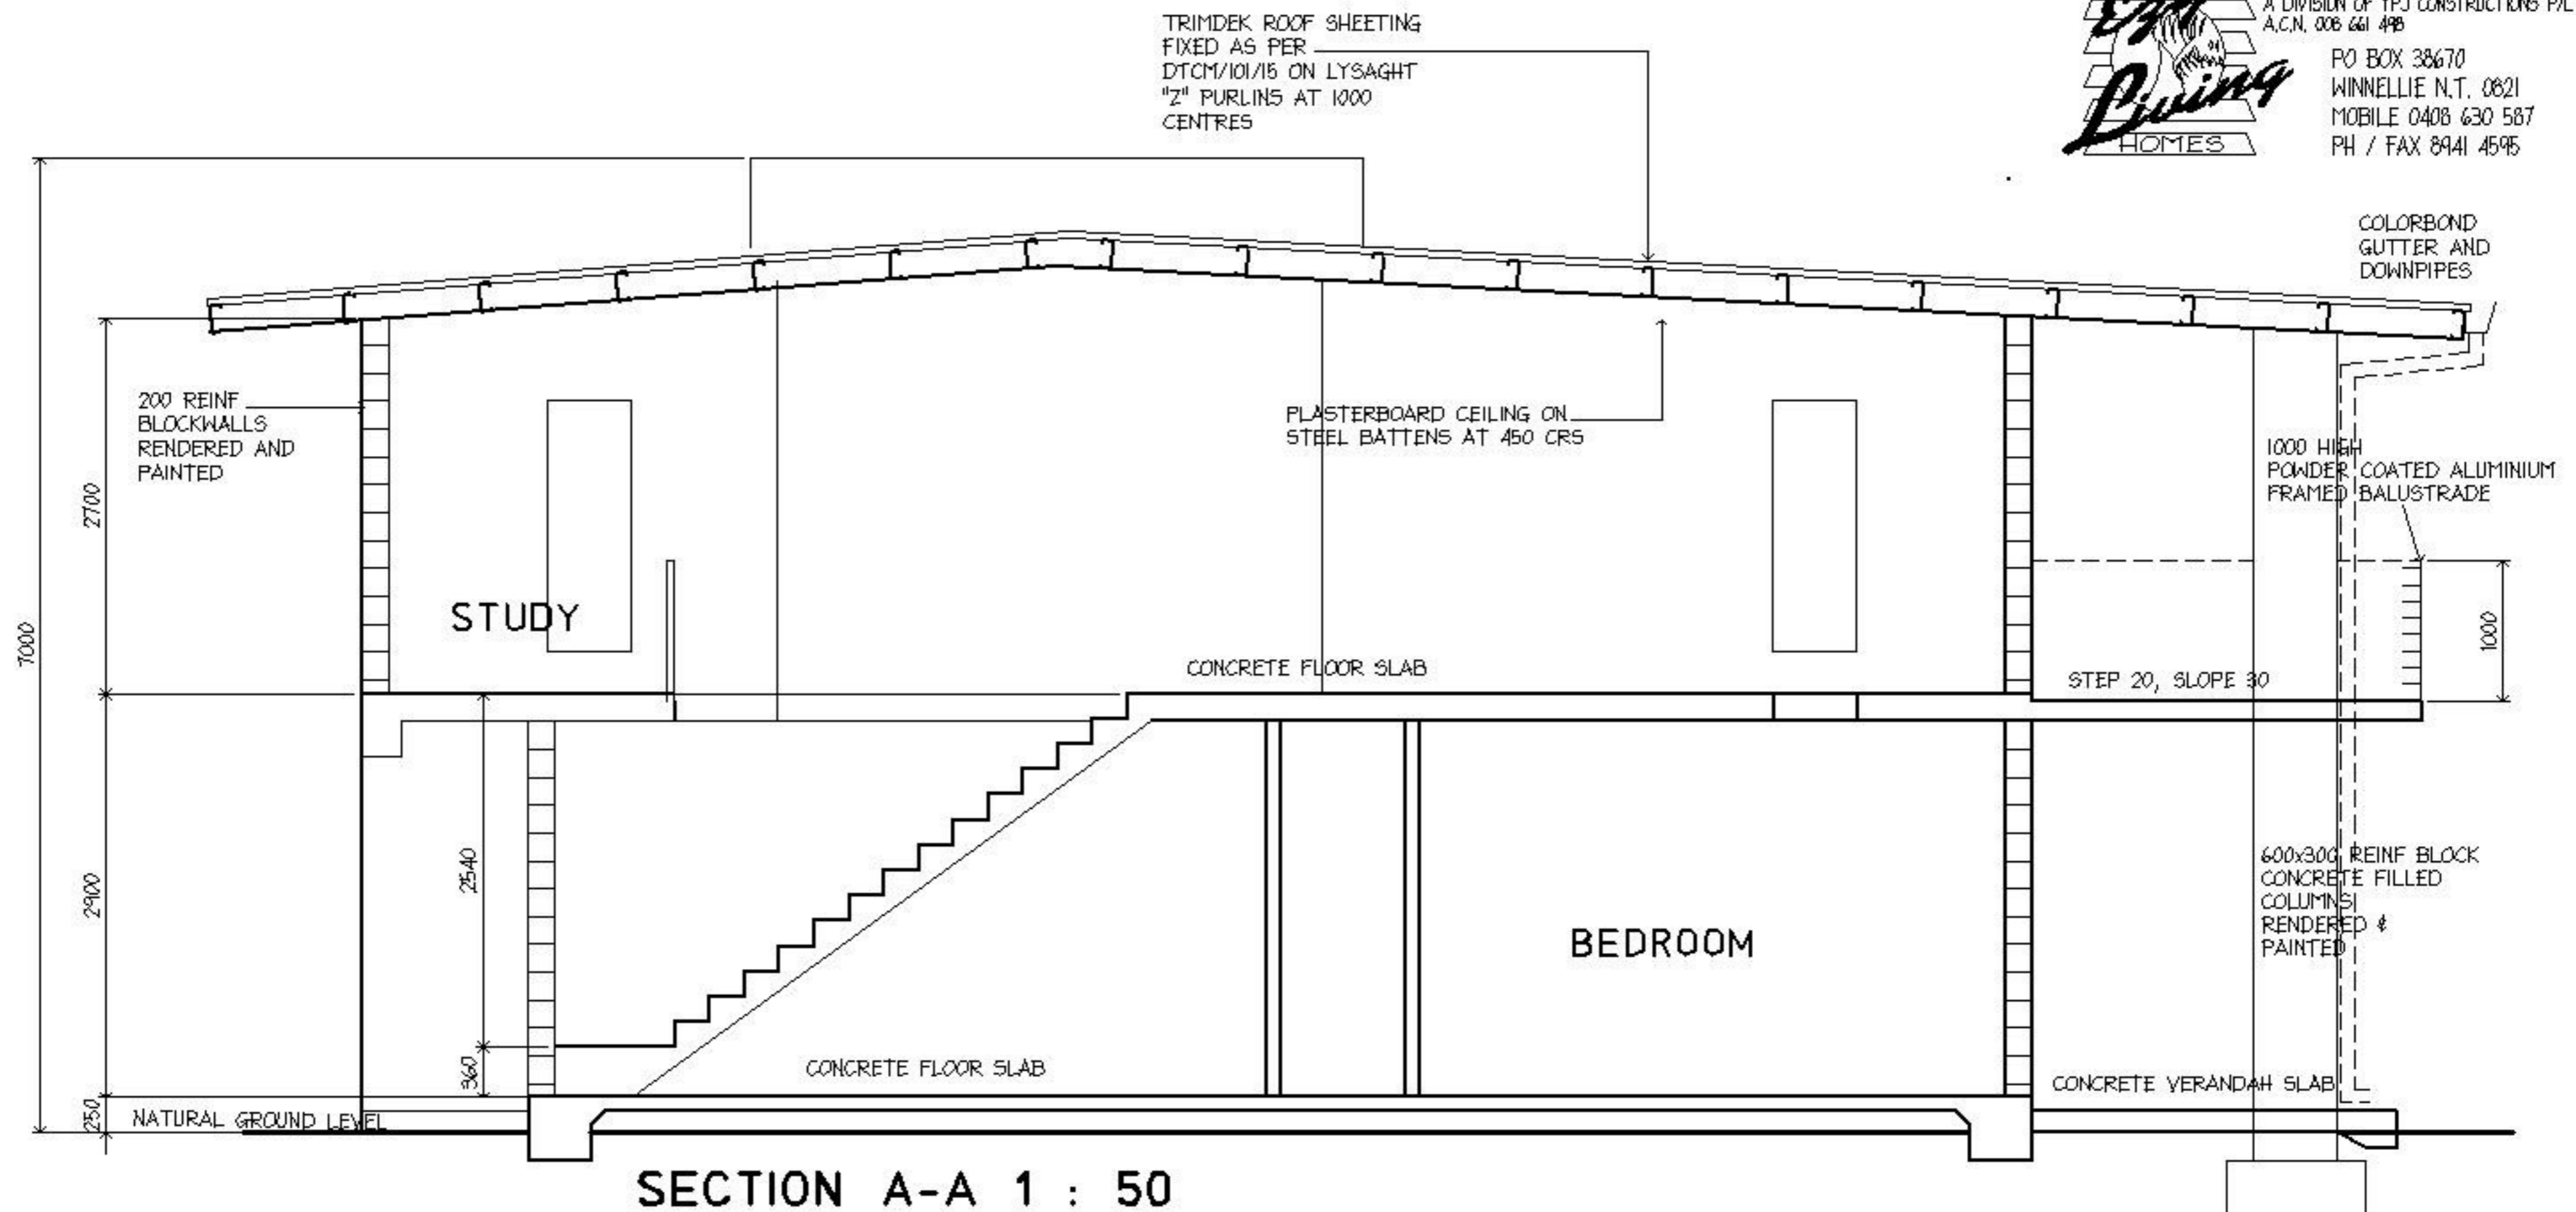 TRIMDEK ROOF SHEETING
FIXED AS PER
DTCM/101/15 ON LYSAGHT
"Z" PURLINS AT 1000
CENTRES
A DIVISION OF TPJ CONSTRUCTIONS P/L
A.C.N. 008 661 498
Living
HOMES
PO BOX 38670
WINNELLIE N.T. 0821
MOBILE 0408 630 587
PH / FAX 8941 4595
COLORBOND
GUTTER AND
DOWNPIPES
200 REINF
BLOCKWALLS
RENDERED AND
PAINTED
PLASTERBOARD CEILING ON
STEEL BATTENS AT 450 CRS
1000 HIGH
POWDER COATED ALUMINIUM
FRAMED BALUSTRADE
2700
7000
STUDY
1000
CONCRETE FLOOR SLAB
STEP 20, SLOPE 30
2540
2900
600x300 REINF BLOCK
CONCRETE FILLED
COLUMNS
RENDERED &
PAINTED
BEDROOM
360
CONCRETE FLOOR SLAB
CONCRETE VERANDAH SLAB
250
NATURAL GROUND LEVEL
SECTION A-A 1 : 50